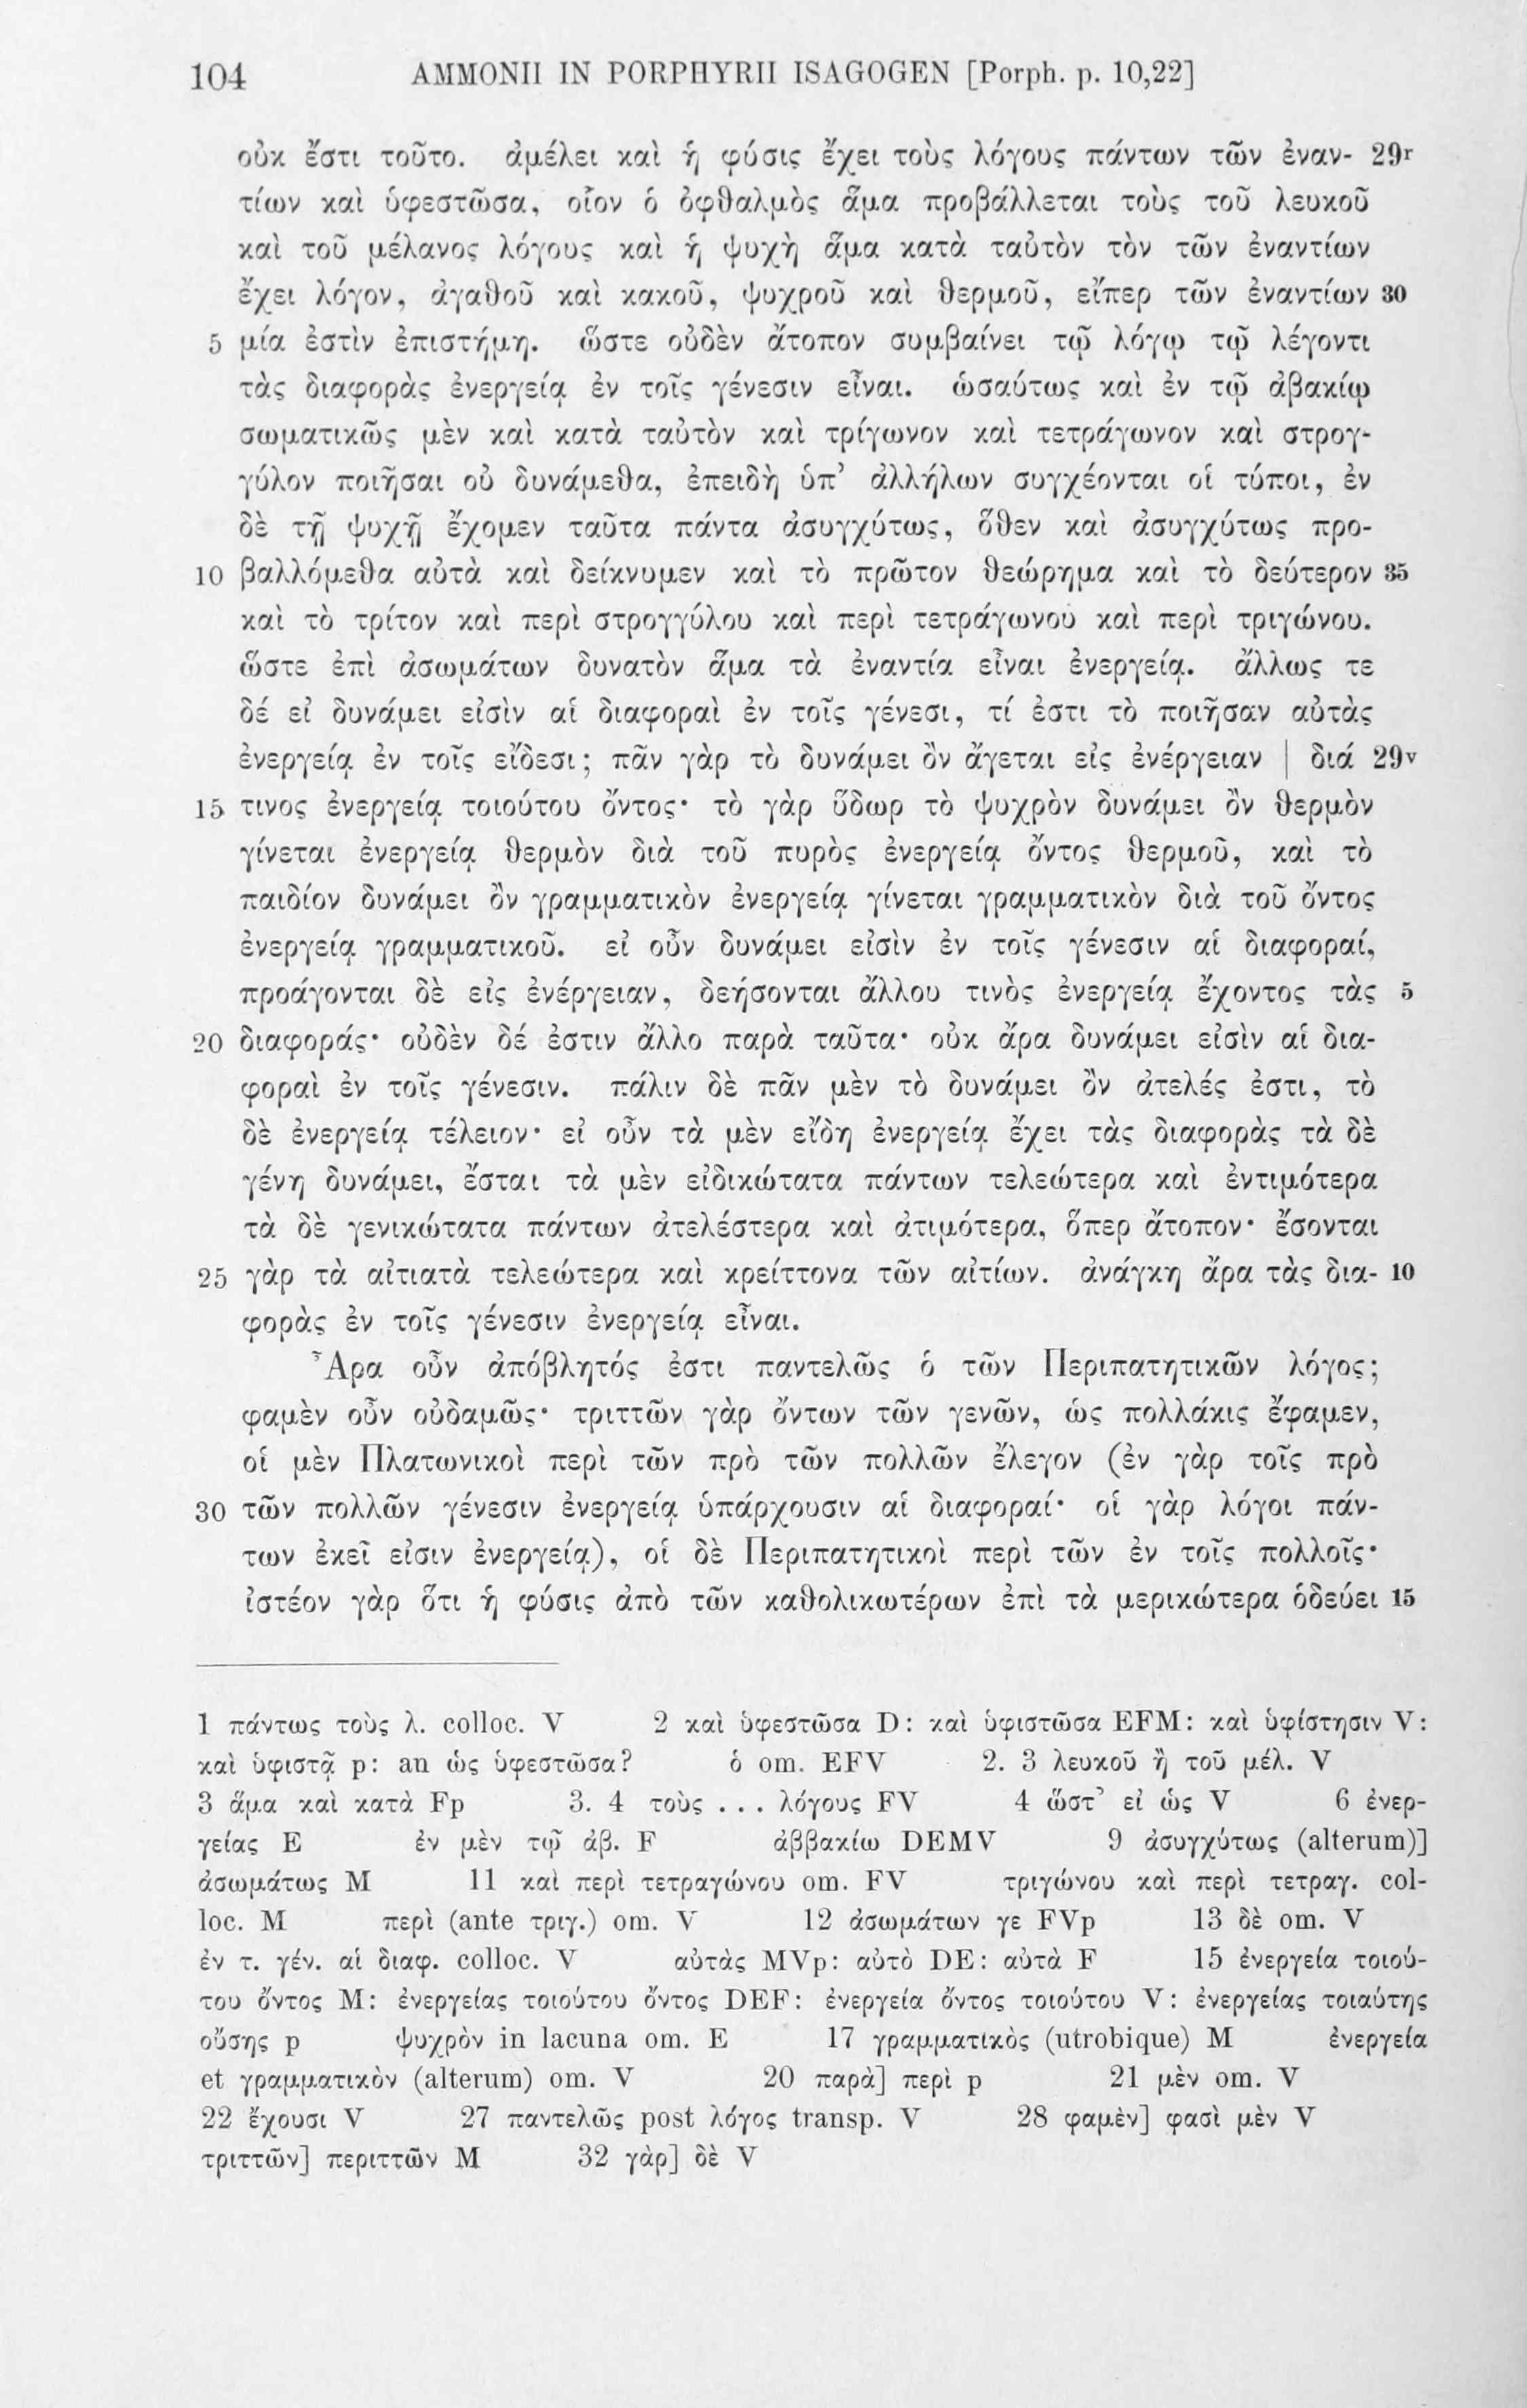 104 AMMONII IN PORPHYRII ISAGOGEN [Porph. p. 10,22]
οὐκ ἔστι τοῦτο. ἀμέλει καὶ ἡ φύσις ἔχει τοὺς λόγους πάντων τῶν ἐναν- 29r
τίων καὶ ὑφεστῶσα, οἷον ὁ ὀφθαλμὸς ἅμα προβάλλεται τοὺς τοῦ λευκοῦ
καὶ τοῦ μέλανος λόγους καὶ ἡ ψυχὴ ἅμα κατὰ ταὐτὸν τὸν τῶν ἐναντίων
ἔχει λόγον, ἀγαθοῦ καὶ κακοῦ, ψυχροῦ καὶ θερμοῦ, εἴπερ τῶν ἐναντίων 30
5 μία ἐστὶν ἐπιστήμη. ὥστε οὐδὲν ἄτοπον συμβαίνει τῷ λόγῳ τῷ λέγοντι
τὰς διαφορὰς ἐνεργείᾳ ἐν τοῖς γένεσιν εἶναι. ὡσαύτως καὶ ἐν τῷ ἀβακίῳ
σωματικῶς μὲν καὶ κατὰ ταὐτὸν καὶ τρίγωνον καὶ τετράγωνον καὶ στρογ-
γύλον ποιῆσαι οὐ δυνάμεθα, ἐπειδὴ ὑπ’ ἀλλήλων συγχέονται οἱ τύποι, ἐν
δὲ τῇ ψυχῇ ἔχομεν ταῦτα πάντα ἀσυγχύτως, ὅθεν καὶ ἀσυγχύτως προ-
10 βαλλόμεθα αὐτὰ καὶ δείκνυμεν καὶ τὸ πρῶτον θεώρημα καὶ τὸ δεύτερον 35
καὶ τὸ τρίτον καὶ περὶ στρογγύλου καὶ περὶ τετράγωνου καὶ περὶ τριγώνου.
ὥστε ἐπὶ ἀσωμάτων δυνατὸν ἅμα τὰ ἐναντία εἶναι ἐνεργείᾳ. ἄλλως τε
δέ εἰ δυνάμει εἰσὶν αἱ διαφοραὶ ἐν τοῖς γένεσι, τί ἐστι τὸ ποιῆσαν αὐτὰς
ἐνεργείᾳ ἐν τοῖς εἴδεσι; πᾶν γὰρ τὸ δυνάμει ὂν ἄγεται εἰς ἐνέργειαν | διά 29v
15 τινος ἐνεργείᾳ τοιούτου ὄντος· τὸ γὰρ ὕδωρ τὸ ψυχρὸν δυνάμει ὂν θερμὸν
γίνεται ἐνεργείᾳ θερμὸν διὰ τοῦ πυρὸς ἐνεργείᾳ ὄντος θερμοῦ, καὶ τὸ
παιδίον δυνάμει ὂν γραμματικὸν ἐνεργείᾳ γίνεται γραμματικὸν διὰ τοῦ ὄντος
ἐνεργείᾳ γραμματικοῦ. εἰ οὖν δυνάμει εἰσὶν ἐν τοῖς γένεσιν αἱ διαφοραί,
προάγονται δὲ εἰς ἐνέργειαν, δεήσονται ἄλλου τινὸς ἐνεργείᾳ ἔχοντος τὰς 5
20 διαφοράς· οὐδὲν δέ ἐστιν ἄλλο παρὰ ταῦτα· οὐκ ἄρα δυνάμει εἰσὶν αἱ δια-
φοραὶ ἐν τοῖς γένεσιν. πάλιν δὲ πᾶν μὲν τὸ δυνάμει ὂν ἀτελές ἐστι, τὸ
δὲ ἐνεργείᾳ τέλειον· εἰ οὖν τὰ μὲν εἴδη ἐνεργείᾳ ἔχει τὰς διαφορὰς τὰ δὲ
γένη δυνάμει, ἔσται τὰ μὲν εἰδικώτατα πάντων τελεώτερα καὶ ἐντιμότερα
τὰ δὲ γενικώτατα πάντων ἀτελέστερα καὶ ἀτιμότερα, ὅπερ ἄτοπον· ἔσονται
25 γὰρ τὰ αἰτιατὰ τελεώτερα καὶ κρείττονα τῶν αἰτίων. ἀνάγκη ἄρα τὰς δια- 10
φορὰς ἐν τοῖς γένεσιν ἐνεργείᾳ εἶναι.
Ἆρα οὖν ἀπόβλητός ἐστι παντελῶς ὁ τῶν Περιπατητικῶν λόγος;
φαμὲν οὖν οὐδαμῶς· τριττῶν γὰρ ὄντων τῶν γενῶν, ὡς πολλάκις ἔφαμεν,
οἱ μὲν Πλατωνικοὶ περὶ τῶν πρὸ τῶν πολλῶν ἔλεγον (ἐν γὰρ τοῖς πρὸ
30 τῶν πολλῶν γένεσιν ἐνεργείᾳ ὑπάρχουσιν αἱ διαφοραί· οἱ γὰρ λόγοι πάν-
των ἐκεῖ εἰσιν ἐνεργείᾳ), οἱ δὲ Περιπατητικοὶ περὶ τῶν ἐν τοῖς πολλοῖς·
ἰστέον γὰρ ὅτι ἡ φύσις ἀπὸ τῶν καθολικωτέρων ἐπὶ τὰ μερικώτερα ὁδεύει 15
1 πάντως τοὺς λ. colloc. V 2 καὶ ὑφεστῶσα D: καὶ ὑφιστῶσα EFM: καὶ ὑφίστησιν V:
καὶ ὑφιστᾷ p: an ὡς ὑφεστῶσα? ὁ om. EFV 2. 3 λευκοῦ ἢ τοῦ μέλ. V
3 ἅμα καὶ κατὰ Fp 3. 4 τοὺς ... λόγους FV 4 ὥστ’ εἰ ὡς V 6 ἐνερ-
γείας E ἐν μὲν τῷ ἀβ. F ἀββακίω DEMV 9 ἀσυγχύτως (alterum)]
ἀσωμάτως M 11 καὶ περὶ τετραγώνου om. FV τριγώνου καὶ περὶ τετραγ. col-
loc. M περὶ (ante τριγ.) om. V 12 ἀσωμάτων γε FVp 13 δὲ om. V
ἐν τ. γέν. αἱ διαφ. colloc. V αὐτὰς MVp: αὐτὸ DE: αὐτὰ F 15 ἐνεργεία τοιού-
του ὄντος M: ἐνεργείας τοιούτου ὄντος DEF: ἐνεργεία ὄντος τοιούτου V: ἐνεργείας τοιαύτης
οὔσης p ψυχρὸν in lacuna om. E 17 γραμματικὸς (utrobique) M ἐνεργεία
et γραμματικὸν (alterum) om. V 20 παρὰ] περὶ p 21 μὲν om. V
22 ἔχουσι V 27 παντελῶς post λόγος transp. V 28 φαμὲν] φασὶ μὲν V
τριττῶν] περιττῶν M 32 γὰρ] δὲ V